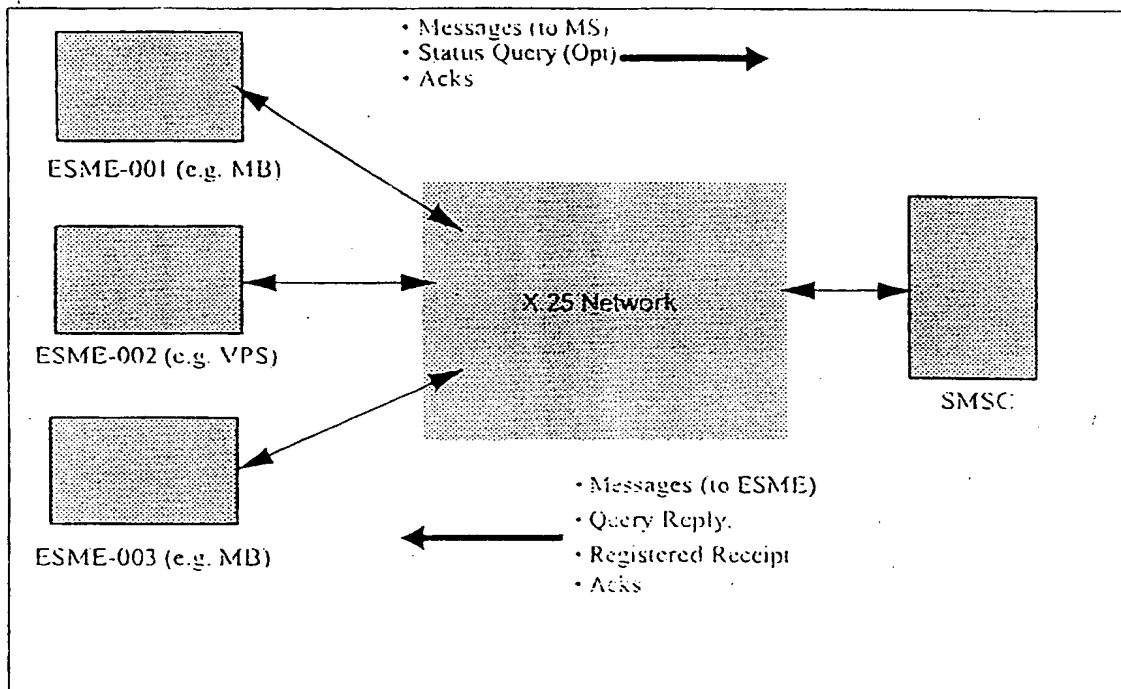 • Messages (to MS)
• Status Query (Opt)
• Acks
ESME-001 (e.g. MB)
X.25 Network
ESME-002 (e.g. VPS)
SMSC
• Messages (to ESME)
• Query Reply.
• Registered Receipt
• Acks
ESME-003 (e.g. MB)